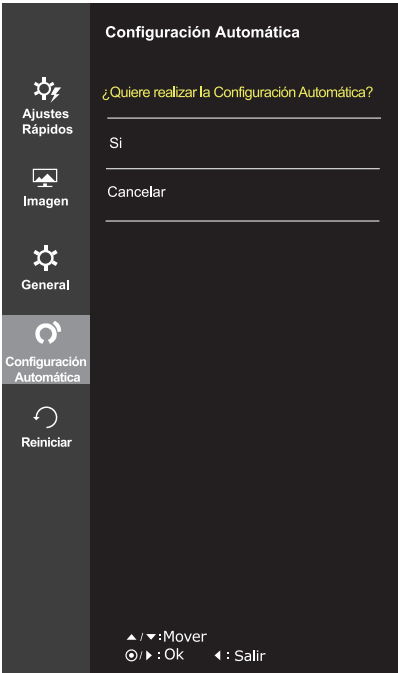 Configuración Automática
¿Quiere realizar la Configuración Automática?
Si
Cancelar
Ajustes
Rápidos
Imagen
General
Configuración
Automática
Reiniciar
▲/▼:Mover
⦿/▶:Ok ◀:Salir